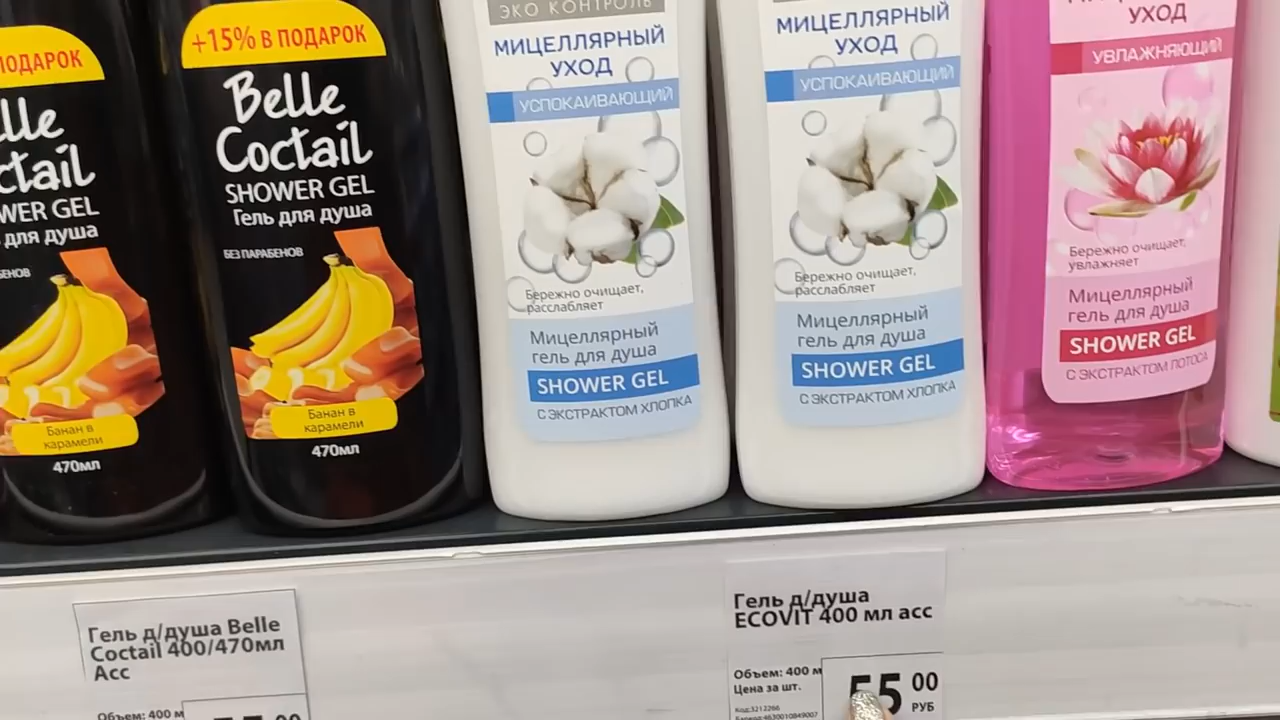 ПОДАРОК
Coctail
для душа
Банан в
карамели
470мл
+15% В ПОДАРОК
Belle
Coctail
SHOWER GEL
Гель для душа
БЕЗ ПАРАБЕНОВ
Банан в
карамели
470мл
ЭКО КОНТРОЛЬ
МИЦЕЛЛЯРНЫЙ
УХОД
УСПОКАИВАЮЩИЙ
Бережно очищает,
расслабляет
Мицеллярный
гель для душа
SHOWER GEL
С ЭКСТРАКТОМ ХЛОПКА
МИЦЕЛЛЯРНЫЙ
УХОД
УСПОКАИВАЮЩИЙ
Бережно очищает,
расслабляет
Мицеллярный
гель для душа
SHOWER GEL
С ЭКСТРАКТОМ ХЛОПКА
УХОД
УВЛАЖНЯЮЩИЙ
Бережно очищает,
увлажняет
Мицеллярный
гель для душа
SHOWER GEL
С ЭКСТРАКТОМ ЛОТОСА
Гель д/душа Belle
Coctail 400/470мл
Асс
Объем: 400 м
Гель д/душа
ECOVIT 400 мл асс
Объем: 400 м
Цена за шт.
55 00
РУБ